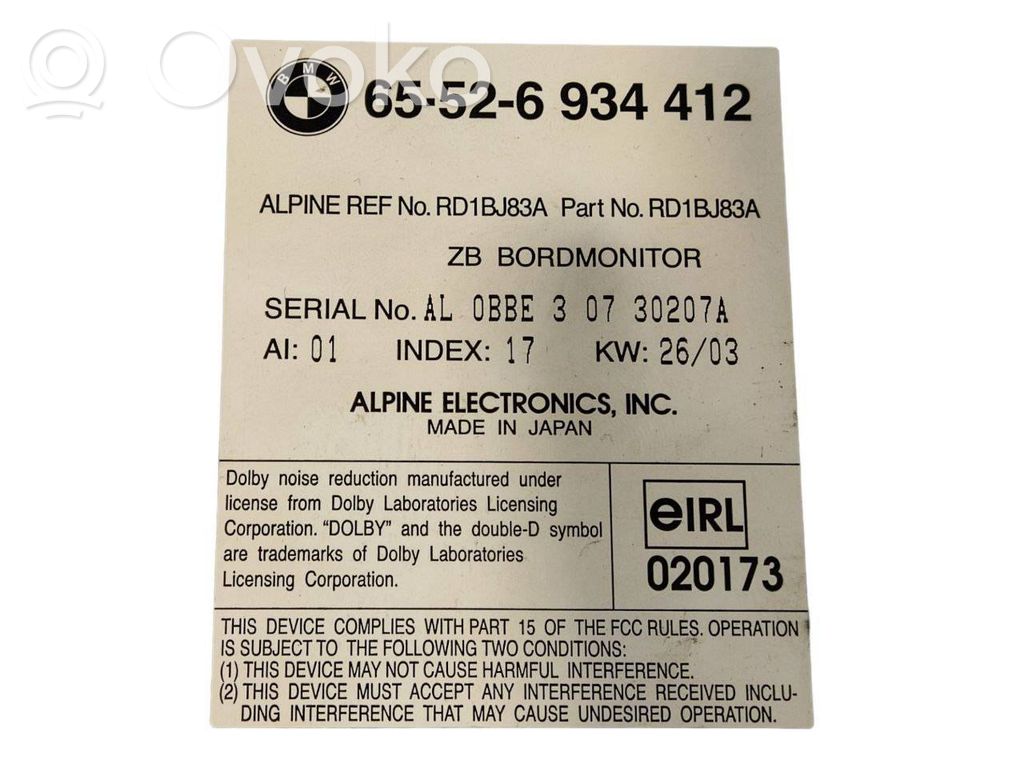 Ovoko
BMW
65·52-6 934 412
ALPINE REF No. RD1BJ83A Part No. RD1BJ83A
ZB BORDMONITOR
SERIAL No. AL 0BBE 3 07 30207A
AI: 01 INDEX: 17 KW: 26/03
ALPINE ELECTRONICS, INC.
MADE IN JAPAN
Dolby noise reduction manufactured under
license from Dolby Laboratories Licensing
Corporation. “DOLBY” and the double-D symbol
are trademarks of Dolby Laboratories
Licensing Corporation.
eIRL
020173
THIS DEVICE COMPLIES WITH PART 15 OF THE FCC RULES. OPERATION
IS SUBJECT TO THE FOLLOWING TWO CONDITIONS:
(1) THIS DEVICE MAY NOT CAUSE HARMFUL INTERFERENCE.
(2) THIS DEVICE MUST ACCEPT ANY INTERFERENCE RECEIVED INCLU-
DING INTERFERENCE THAT MAY CAUSE UNDESIRED OPERATION.